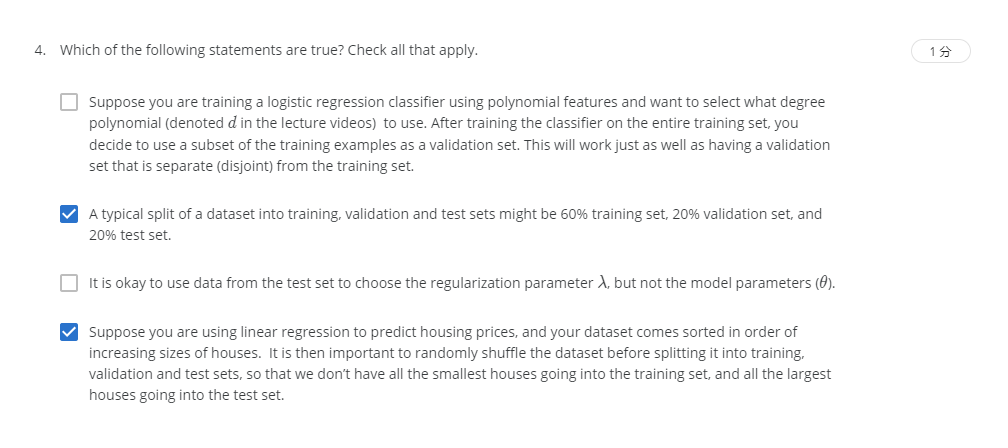 4. Which of the following statements are true? Check all that apply.
1 分
Suppose you are training a logistic regression classifier using polynomial features and want to select what degree
polynomial (denoted d in the lecture videos) to use. After training the classifier on the entire training set, you
decide to use a subset of the training examples as a validation set. This will work just as well as having a validation
set that is separate (disjoint) from the training set.
A typical split of a dataset into training, validation and test sets might be 60% training set, 20% validation set, and
20% test set.
It is okay to use data from the test set to choose the regularization parameter λ, but not the model parameters (θ).
Suppose you are using linear regression to predict housing prices, and your dataset comes sorted in order of
increasing sizes of houses. It is then important to randomly shuffle the dataset before splitting it into training,
validation and test sets, so that we don’t have all the smallest houses going into the training set, and all the largest
houses going into the test set.